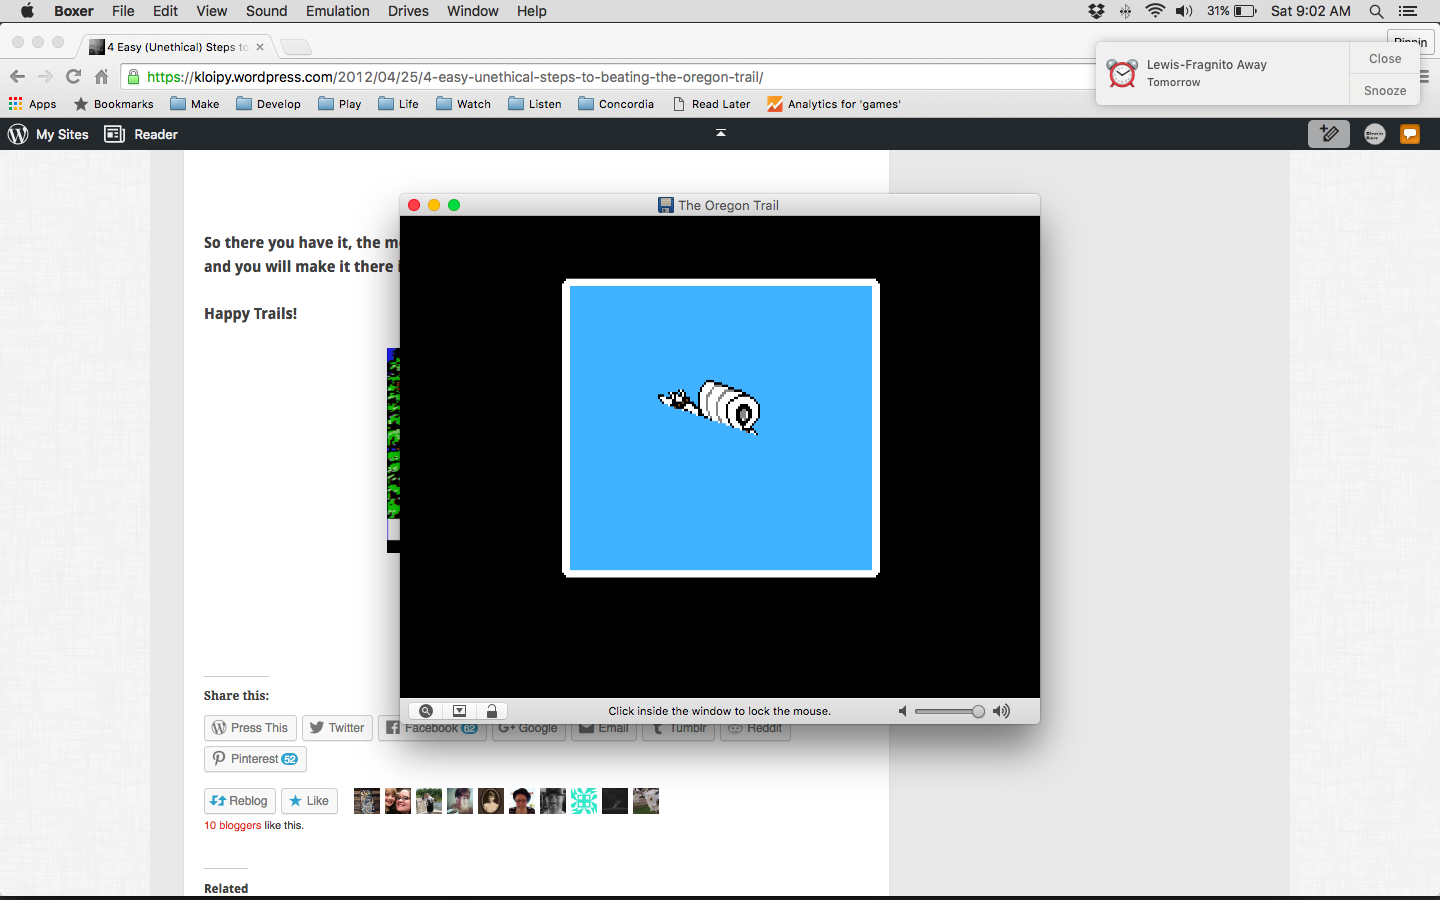 Boxer File Edit View Sound Emulation Drives Window Help 31% Sat 9:02 AM
4 Easy (Unethical) Steps to
https://kloipy.wordpress.com/2012/04/25/4-easy-unethical-steps-to-beating-the-oregon-trail/
Lewis-Fragnito Away
Tomorrow
Close
Snooze
Apps Bookmarks Make Develop Play Life Watch Listen Concordia Read Later Analytics for 'games'
My Sites Reader
The Oregon Trail
So there you have it, the m
and you will make it there
Happy Trails!
Click inside the window to lock the mouse.
Share this:
Press This Twitter Facebook 62 Google Email Tumblr Reddit
Pinterest 52
Reblog Like
10 bloggers like this.
Related